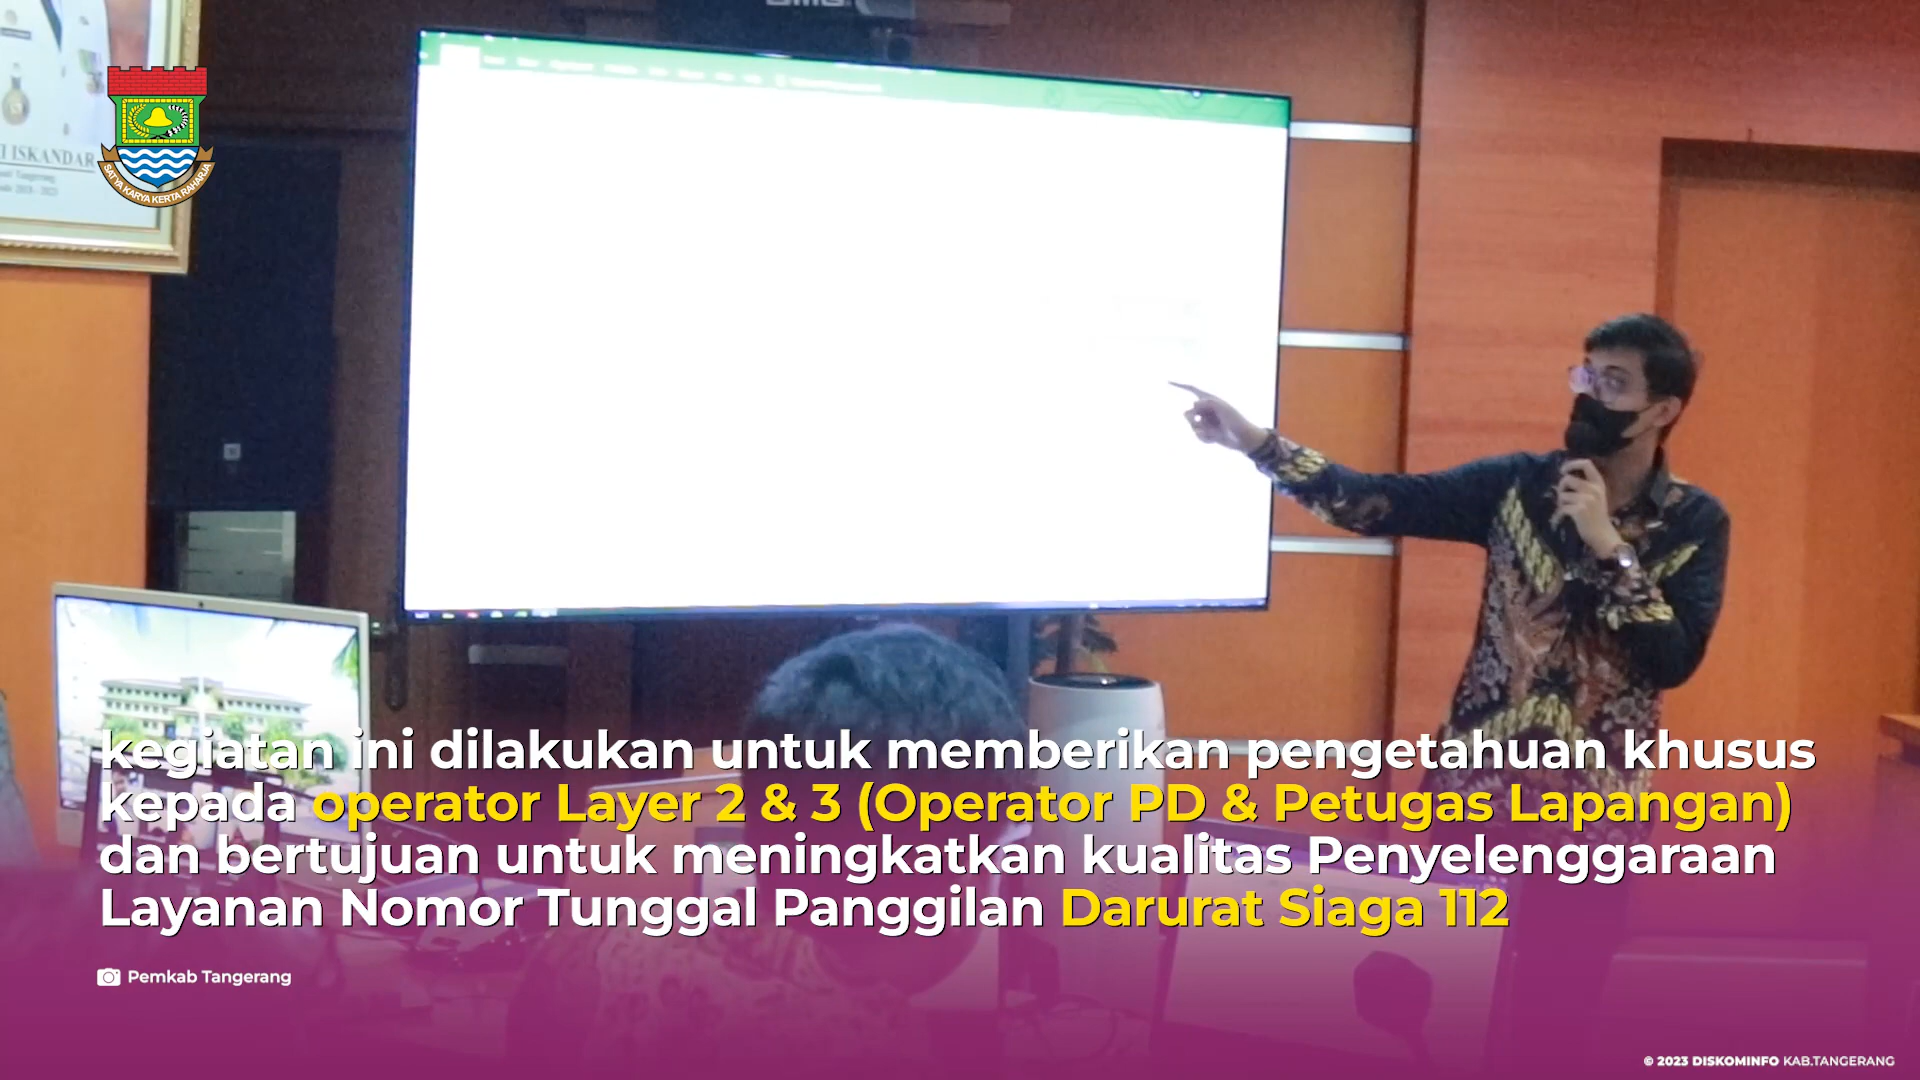 I ISKANDAR
SATYA KARYA KERTA RAHARJA
kegiatan ini dilakukan untuk memberikan pengetahuan khusus
kepada operator Layer 2 & 3 (Operator PD & Petugas Lapangan)
dan bertujuan untuk meningkatkan kualitas Penyelenggaraan
Layanan Nomor Tunggal Panggilan Darurat Siaga 112
Pemkab Tangerang
© 2023 DISKOMINFO KAB.TANGERANG